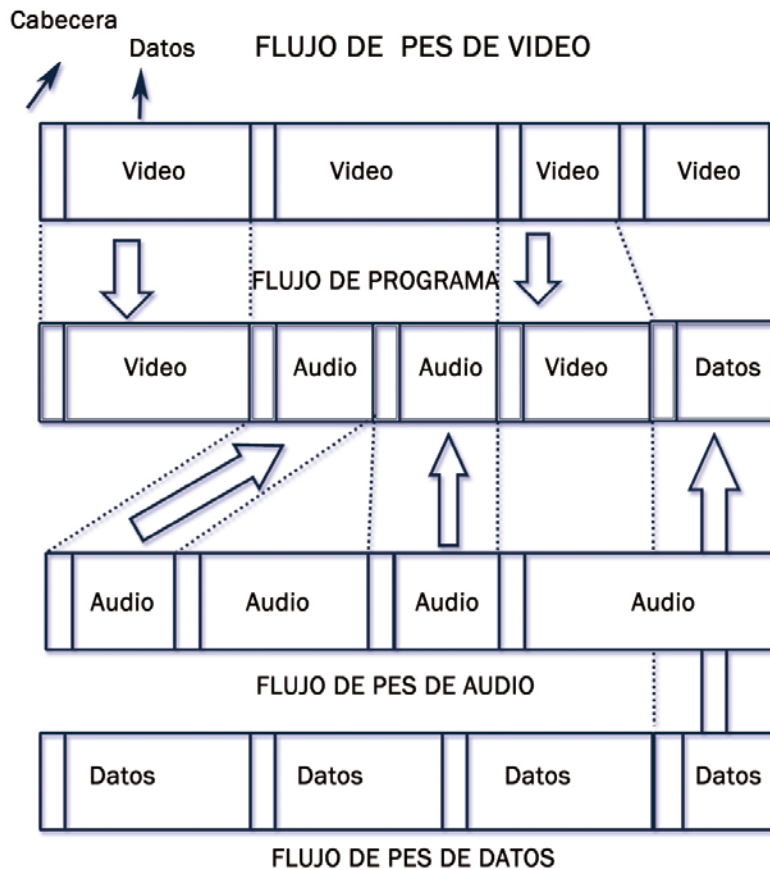 Cabecera
Datos
FLUJO DE PES DE VIDEO
Video Video Video Video
FLUJO DE PROGRAMA
Video Audio Audio Video Datos
Audio Audio Audio Audio
FLUJO DE PES DE AUDIO
Datos Datos Datos Datos
FLUJO DE PES DE DATOS